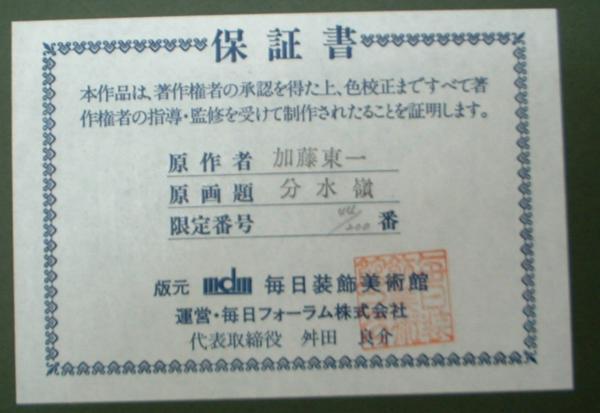 保証書
本作品は、著作権者の承認を得た上、色校正まですべて著
作権者の指導・監修を受けて制作されたることを証明します。
原作者 加藤東一
原画題 分水嶺
限定番号 44/200 番
版元 mdm 毎日装飾美術館
運営・毎日フォーラム株式会社
代表取締役 舛田 良介